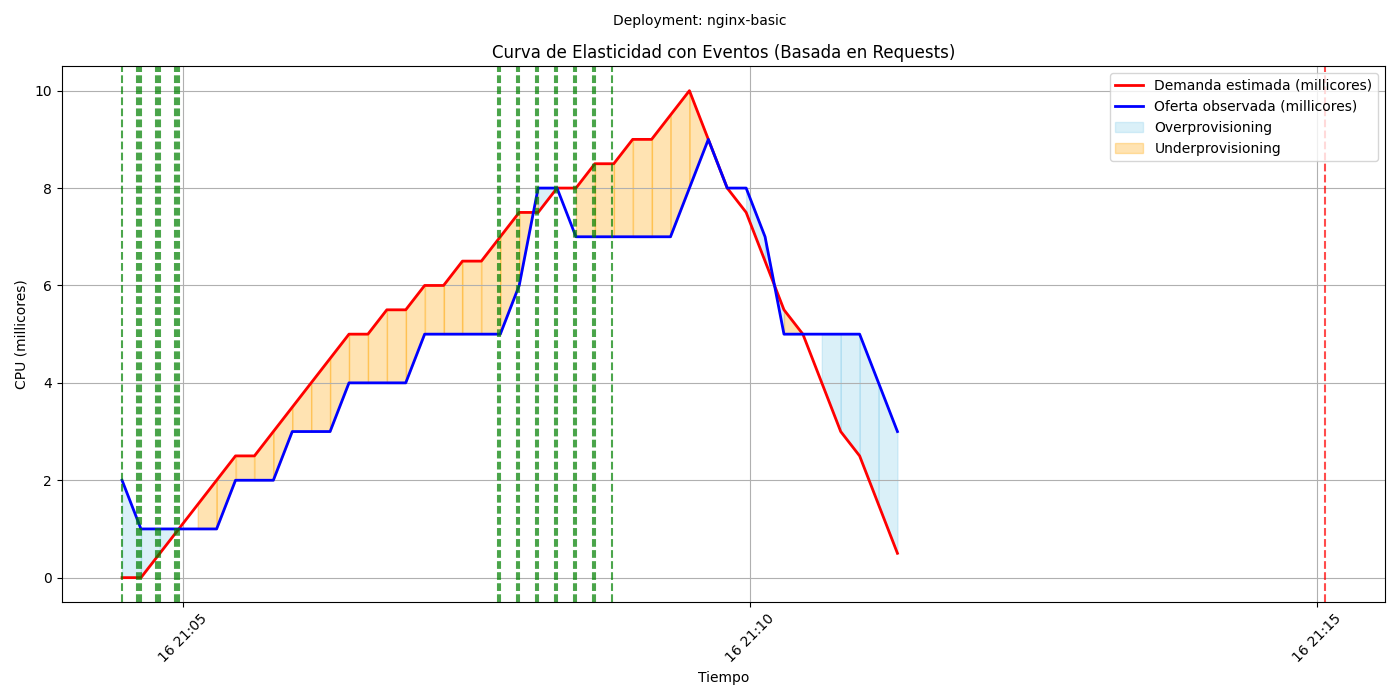 Deployment: nginx-basic
Curva de Elasticidad con Eventos (Basada en Requests)
Demanda estimada (millicores)
Oferta observada (millicores)
Overprovisioning
Underprovisioning
CPU (millicores)
10
8
6
4
2
0
16 21:05
16 21:10
16 21:15
Tiempo